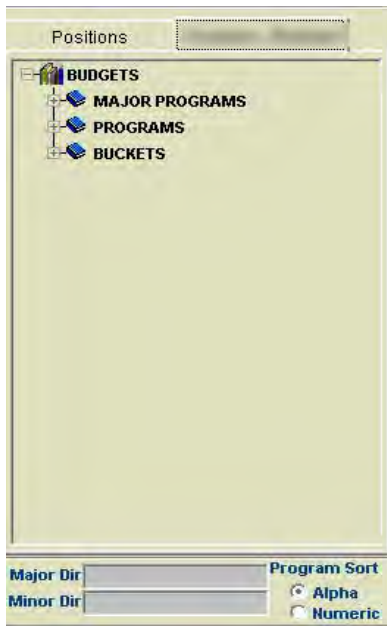 Positions
BUDGETS
MAJOR PROGRAMS
PROGRAMS
BUCKETS
Major Dir
Minor Dir
Program Sort
Alpha
Numeric